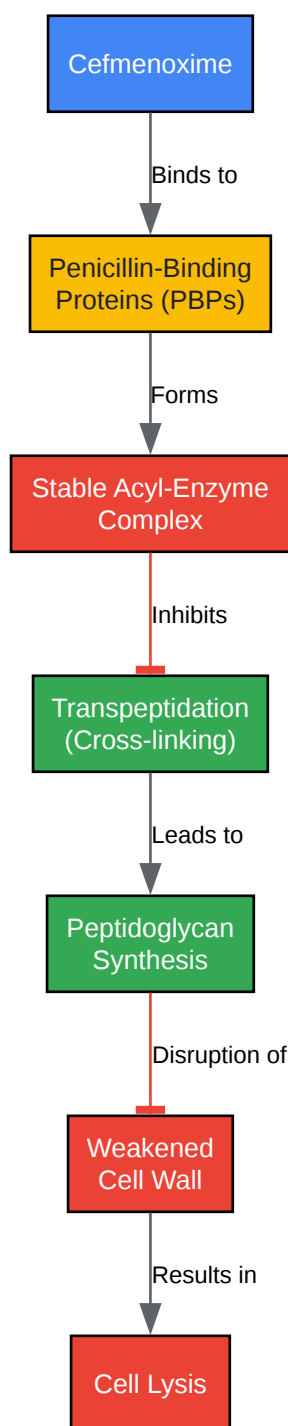 Cefmenoxime
Binds to
Penicillin-Binding
Proteins (PBPs)
Forms
Stable Acyl-Enzyme
Complex
Inhibits
Transpeptidation
(Cross-linking)
Leads to
Peptidoglycan
Synthesis
Disruption of
Weakened
Cell Wall
Results in
Cell Lysis